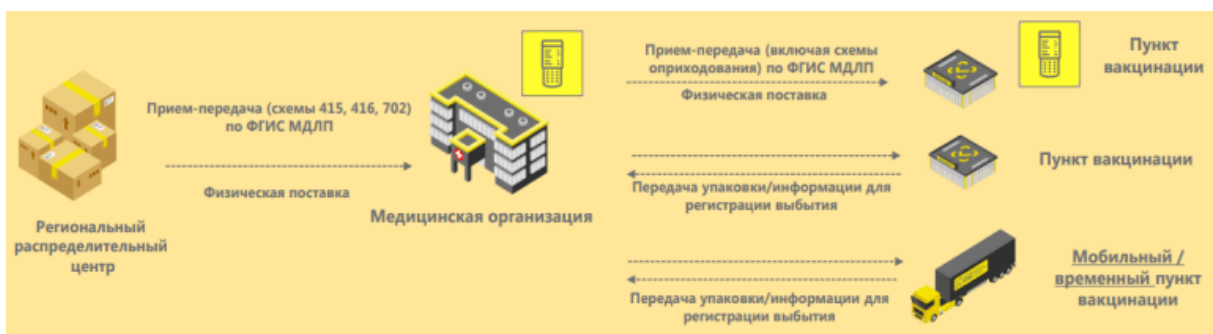 Прием-передача (схемы 415, 416, 702)
по ФГИС МДЛП
Физическая поставка
Региональный
распределительный
центр
Медицинская организация
Прием-передача (включая схемы
оприходования) по ФГИС МДЛП
Физическая поставка
Пункт
вакцинации
Пункт вакцинации
Передача упаковки/информации для
регистрации выбытия
Мобильный /
временный пункт
вакцинации
Передача упаковки/информации для
регистрации выбытия